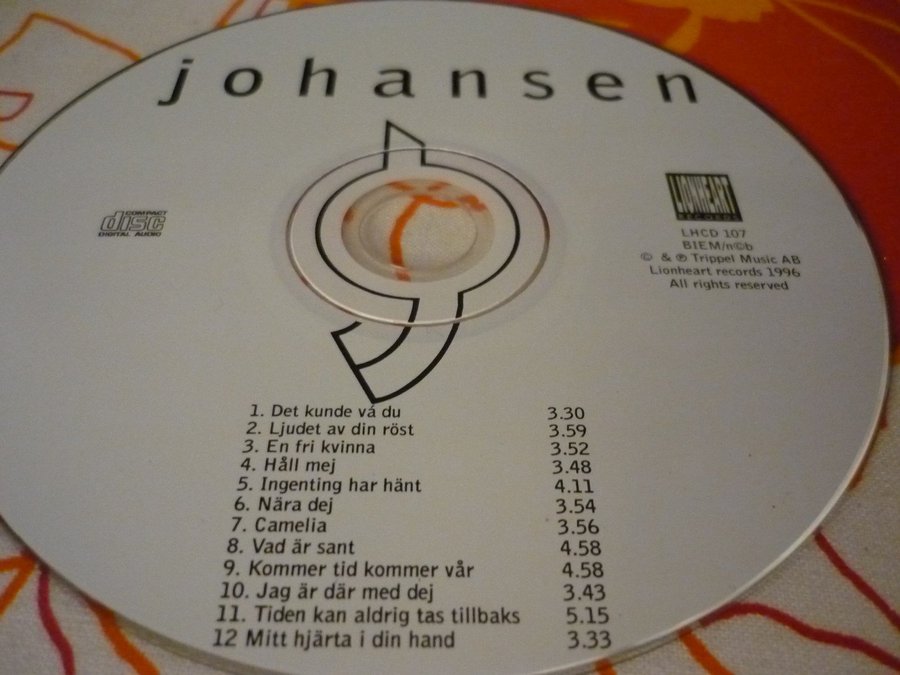 johansen
COMPACT
disc
DIGITAL AUDIO
LIONHEART
RECORDS
LHCD 107
BIEM/n©b
© & ℗ Trippel Music AB
Lionheart records 1996
All rights reserved
1. Det kunde vá du 3.30
2. Ljudet av din röst 3.59
3. En fri kvinna 3.52
4. Håll mej 3.48
5. Ingenting har hänt 4.11
6. Nära dej 3.54
7. Camelia 3.56
8. Vad är sant 4.58
9. Kommer tid kommer vår 4.58
10. Jag är där med dej 3.43
11. Tiden kan aldrig tas tillbaks 5.15
12 Mitt hjärta i din hand 3.33